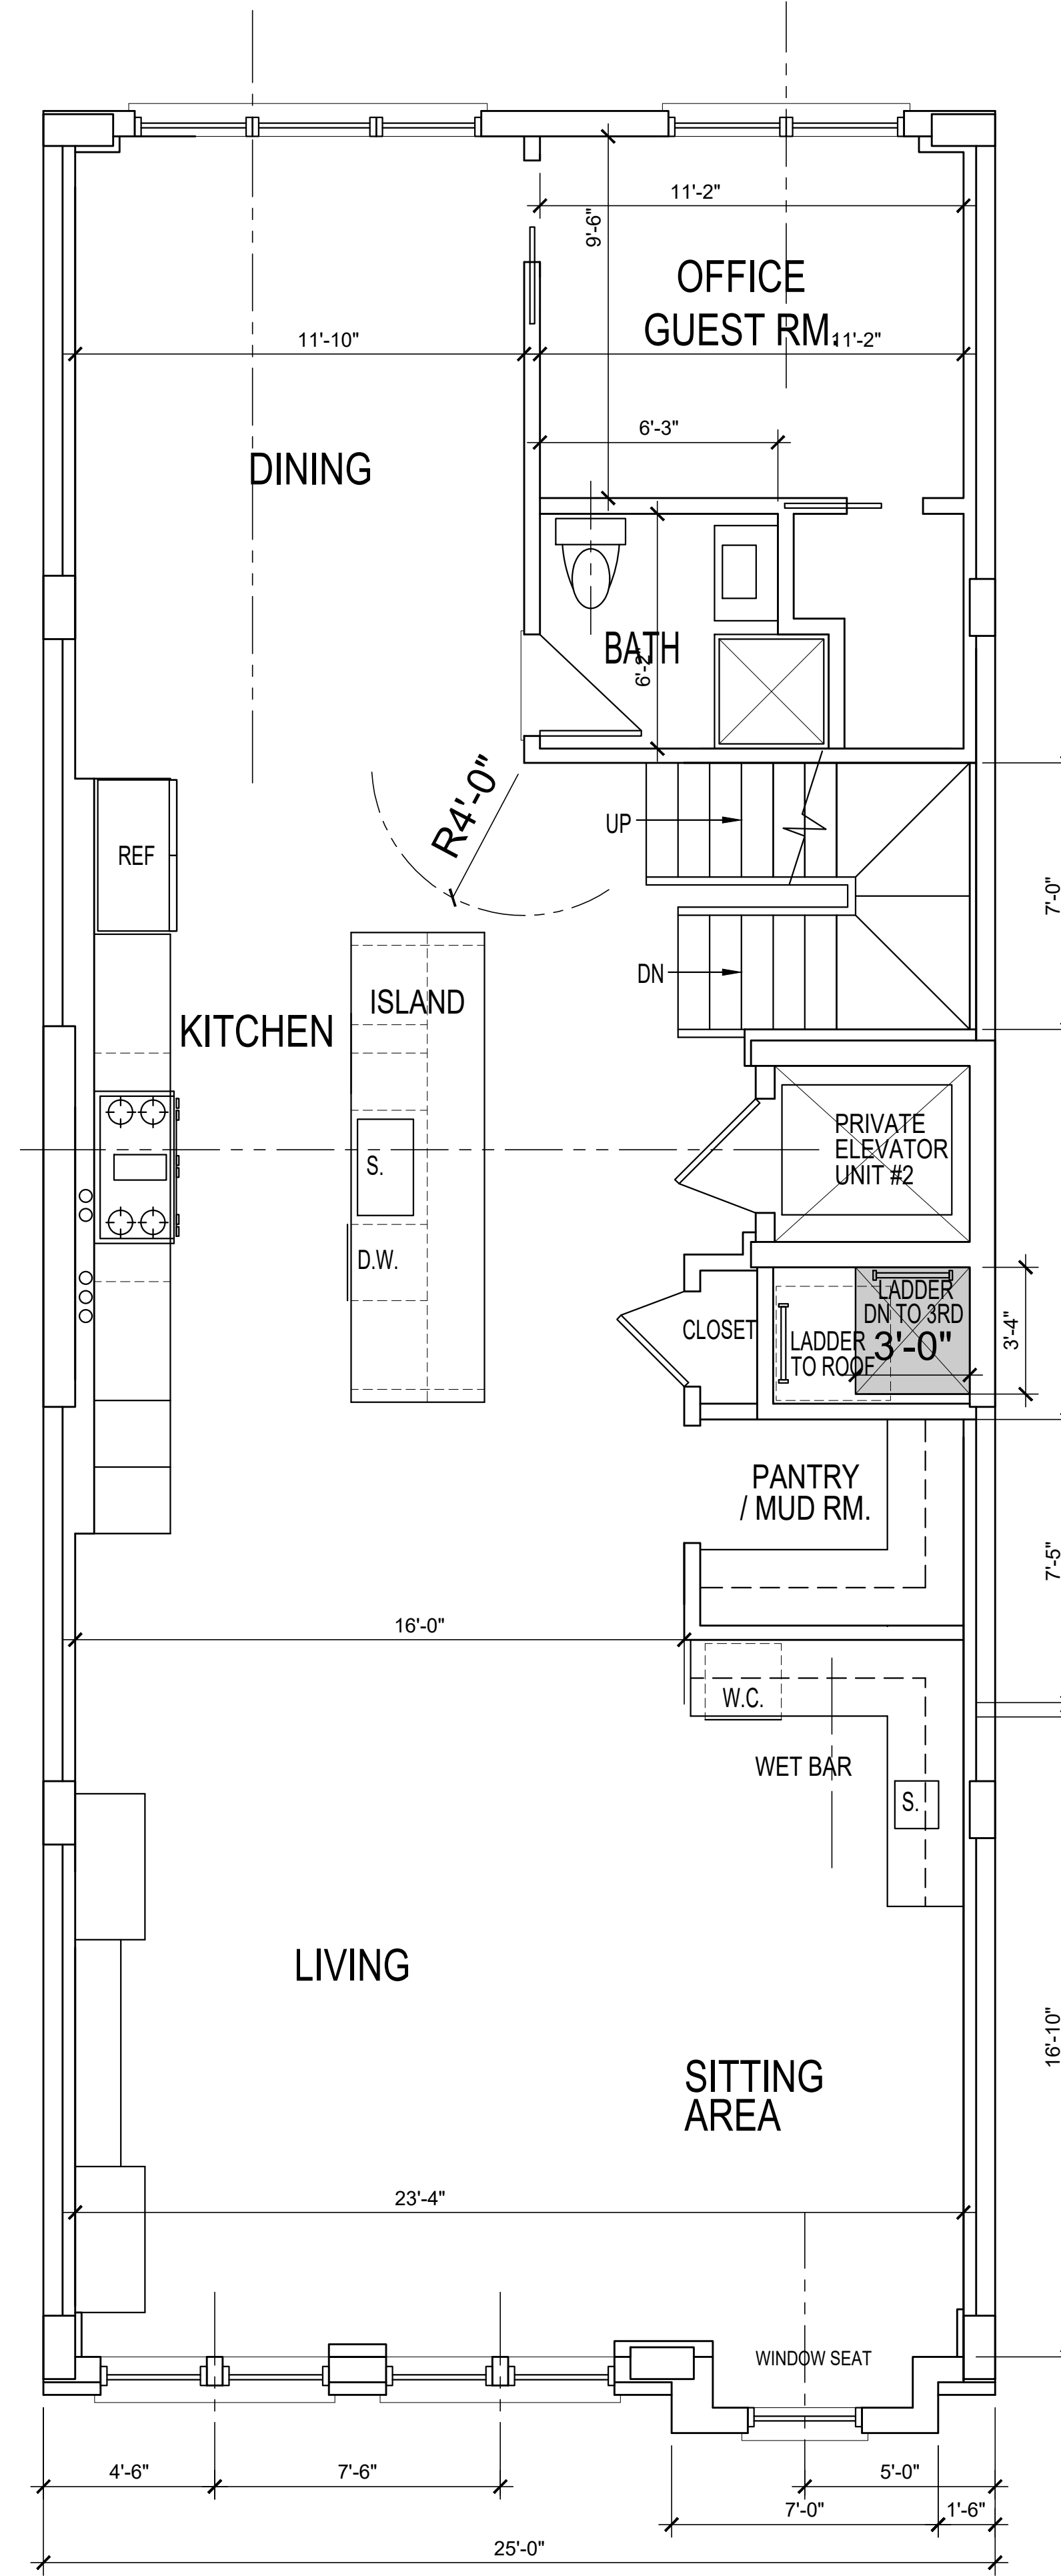 11'-2"
9'-6"
OFFICE
GUEST RM.
11'-10"
11'-2"
6'-3"
DINING
BATH
6'-2"
R4'-0"
UP
REF
7'-0"
DN
ISLAND
KITCHEN
PRIVATE
ELEVATOR
UNIT #2
S.
D.W.
LADDER
DN TO 3RD
3'-0"
3'-4"
CLOSET
LADDER
TO ROOF
PANTRY
/ MUD RM.
7'-5"
16'-0"
W.C.
WET BAR
S.
LIVING
16'-10"
SITTING
AREA
23'-4"
WINDOW SEAT
4'-6"
7'-6"
5'-0"
7'-0"
1'-6"
25'-0"